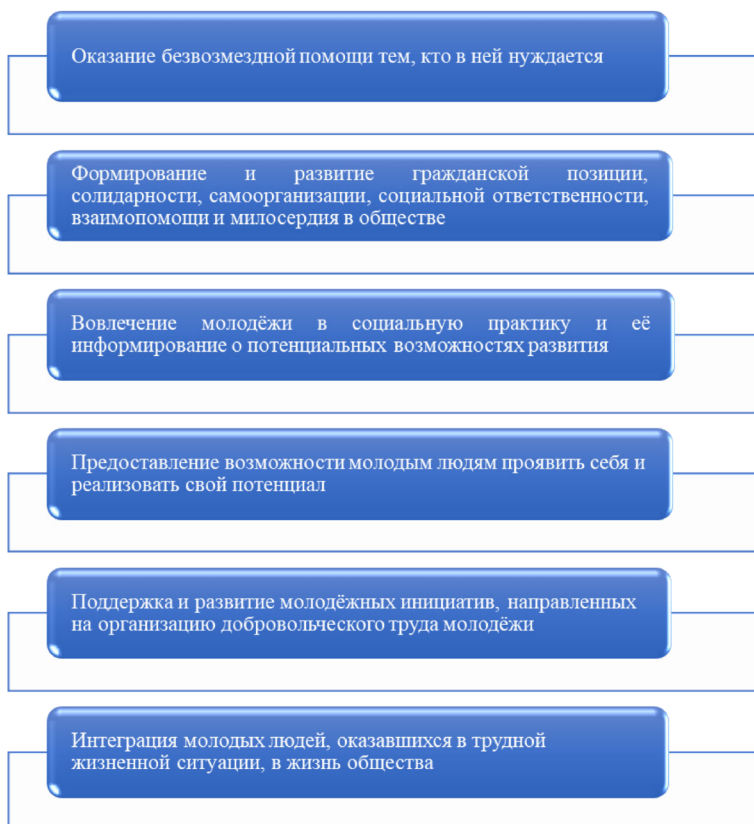 Оказание безвозмездной помощи тем, кто в ней нуждается
Формирование и развитие гражданской позиции,
солидарности, самоорганизации, социальной ответственности,
взаимопомощи и милосердия в обществе
Вовлечение молодёжи в социальную практику и её
информирование о потенциальных возможностях развития
Предоставление возможности молодым людям проявить себя и
реализовать свой потенциал
Поддержка и развитие молодёжных инициатив, направленных
на организацию добровольческого труда молодёжи
Интеграция молодых людей, оказавшихся в трудной
жизненной ситуации, в жизнь общества